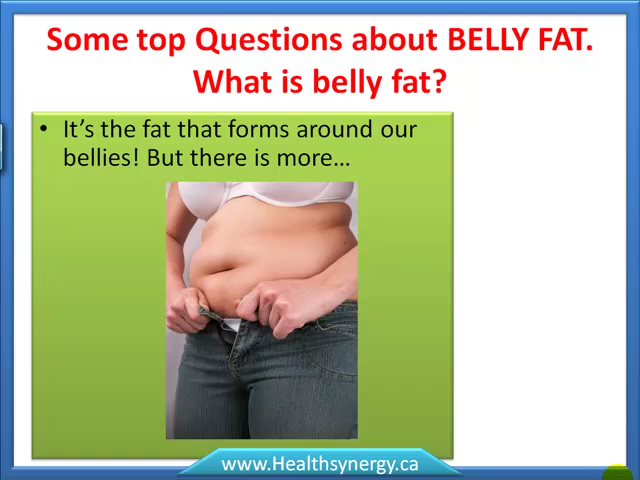 Some top Questions about BELLY FAT.
What is belly fat?
• It’s the fat that forms around our
bellies! But there is more…
www.Healthsynergy.ca